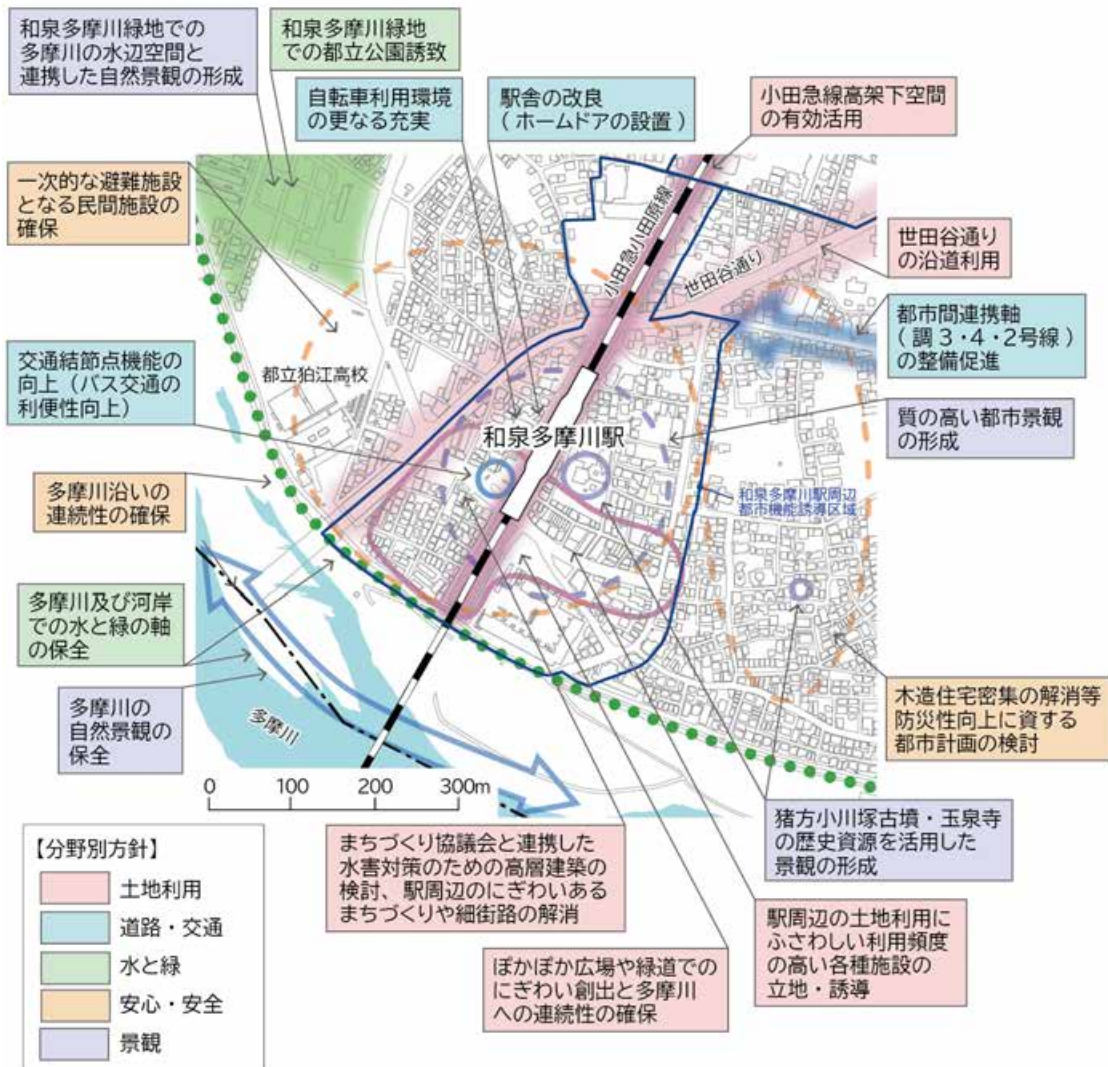 和泉多摩川緑地での
多摩川の水辺空間と
連携した自然景観の形成
和泉多摩川緑地
での都立公園誘致
自転車利用環境
の更なる充実
駅舎の改良
（ホームドアの設置）
小田急線高架下空間
の有効活用
一次的な避難施設
となる民間施設の
確保
小田急小田原線
世田谷通り
世田谷通り
の沿道利用
都市間連携軸
（調3・4・2号線）
の整備促進
交通結節点機能の
向上（バス交通の
利便性向上）
都立狛江高校
和泉多摩川駅
質の高い都市景観
の形成
多摩川沿いの
連続性の確保
和泉多摩川駅周辺
都市機能誘導区域
多摩川及び河岸
での水と緑の軸
の保全
多摩川の
自然景観の
保全
多摩川
木造住宅密集の解消等
防災性向上に資する
都市計画の検討
0 100 200 300m
猪方小川塚古墳・玉泉寺
の歴史資源を活用した
景観の形成
まちづくり協議会と連携した
水害対策のための高層建築の
検討、駅周辺のにぎわいある
まちづくりや細街路の解消
駅周辺の土地利用に
ふさわしい利用頻度
の高い各種施設の
立地・誘導
ぽかぽか広場や緑道での
にぎわい創出と多摩川
への連続性の確保
【分野別方針】
土地利用
道路・交通
水と緑
安心・安全
景観